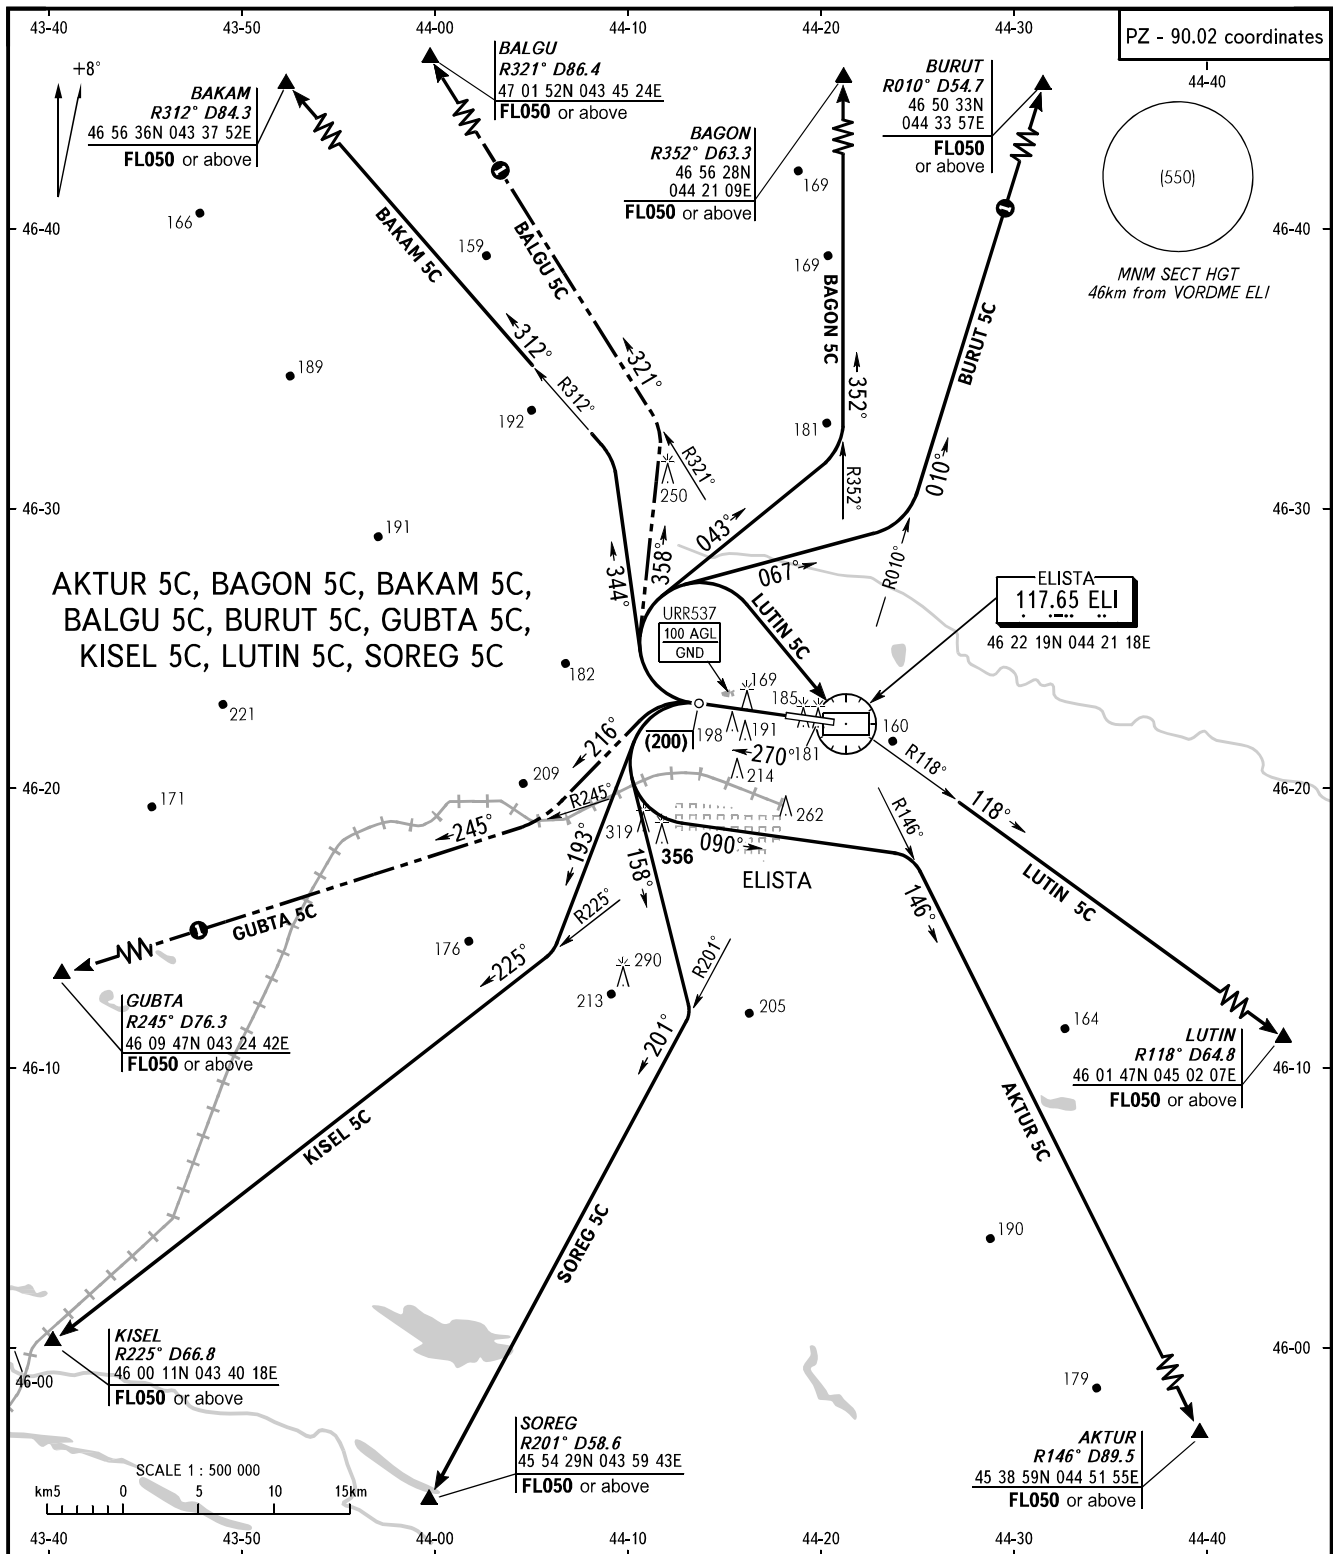 43-40
43-50
44-00
44-10
44-20
44-30
PZ - 90.02 coordinates
44-40
+8°
BAKAM
R312° D84.3
46 56 36N 043 37 52E
FL050 or above
BALGU
R321° D86.4
47 01 52N 043 45 24E
FL050 or above
BAGON
R352° D63.3
46 56 28N
044 21 09E
FL050 or above
BURUT
R010° D54.7
46 50 33N
044 33 57E
FL050
or above
(550)
MNM SECT HGT
46km from VORDME ELI
46-40
46-40
166
159
169
169
189
192
181
191
250
1
1
BAKAM 5C
BALGU 5C
BAGON 5C
BURUT 5C
312°
R312°
321°
R321°
352°
R352°
010°
R010°
46-30
46-30
043°
067°
358°
344°
AKTUR 5C, BAGON 5C, BAKAM 5C,
BALGU 5C, BURUT 5C, GUBTA 5C,
KISEL 5C, LUTIN 5C, SOREG 5C
URR537
100 AGL
GND
LUTIN 5C
ELISTA
117.65 ELI
46 22 19N 044 21 18E
182
221
169
185
160
(200)
198
191
181
270°
214
262
209
171
216°
R245°
245°
193°
319
356
158°
090°
ELISTA
R118°
118°
R146°
146°
LUTIN 5C
46-20
46-20
GUBTA 5C
1
176
R225°
225°
290
213
R201°
201°
205
164
GUBTA
R245° D76.3
46 09 47N 043 24 42E
FL050 or above
LUTIN
R118° D64.8
46 01 47N 045 02 07E
FL050 or above
46-10
46-10
KISEL 5C
SOREG 5C
AKTUR 5C
190
179
KISEL
R225° D66.8
46 00 11N 043 40 18E
FL050 or above
46-00
46-00
SOREG
R201° D58.6
45 54 29N 043 59 43E
FL050 or above
AKTUR
R146° D89.5
45 38 59N 044 51 55E
FL050 or above
SCALE 1 : 500 000
km5
0
5
10
15km
43-40
43-50
44-00
44-10
44-20
44-30
44-40